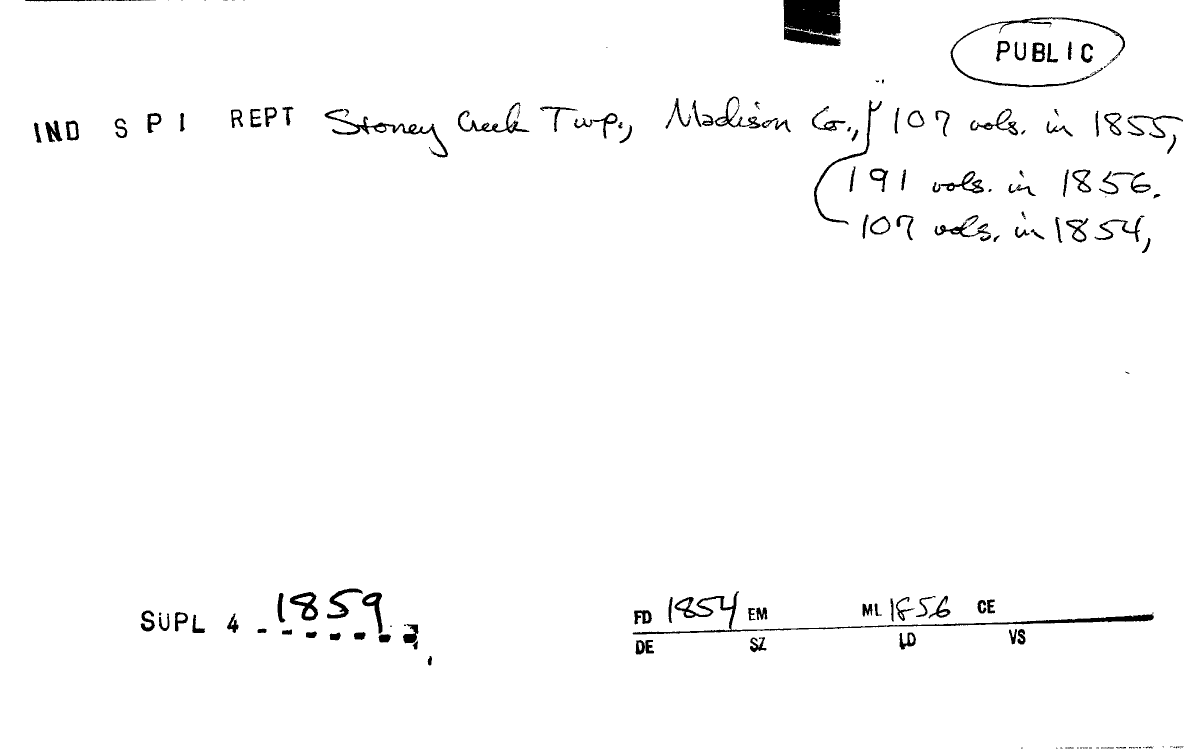 PUBLIC
IND S P I REPT Stoney Creek Twp., Madison Co., 107 vols. in 1855,
191 vols. in 1856.
107 vols. in 1854,
SUPL 4 1859
FD 1854 EM ML 1856 CE
DE SZ LD VS